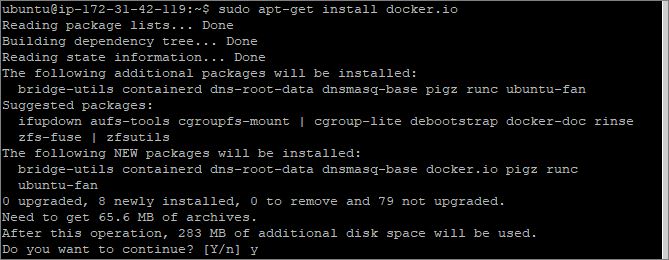 ubuntu@ip-172-31-42-119:~$ sudo apt-get install docker.io
Reading package lists... Done
Building dependency tree... Done
Reading state information... Done
The following additional packages will be installed:
  bridge-utils containerd dns-root-data dnsmasq-base pigz runc ubuntu-fan
Suggested packages:
  ifupdown aufs-tools cgroupfs-mount | cgroup-lite debootstrap docker-doc rinse
  zfs-fuse | zfsutils
The following NEW packages will be installed:
  bridge-utils containerd dns-root-data dnsmasq-base docker.io pigz runc
  ubuntu-fan
0 upgraded, 8 newly installed, 0 to remove and 79 not upgraded.
Need to get 65.6 MB of archives.
After this operation, 283 MB of additional disk space will be used.
Do you want to continue? [Y/n] y